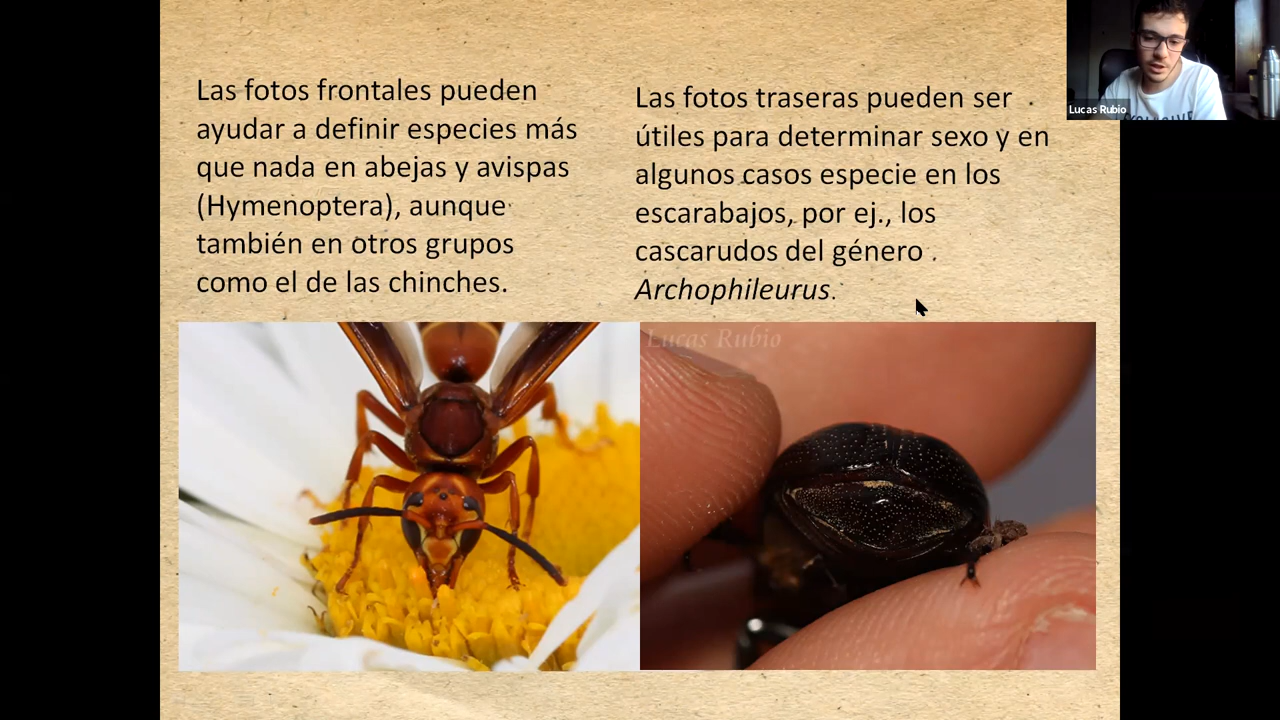 Las fotos frontales pueden
ayudar a definir especies más
que nada en abejas y avispas
(Hymenoptera), aunque
también en otros grupos
como el de las chinches.
Las fotos traseras pueden ser
útiles para determinar sexo y en
algunos casos especie en los
escarabajos, por ej., los
cascarudos del género
Archophileurus.
Lucas Rubio
Lucas Rubio